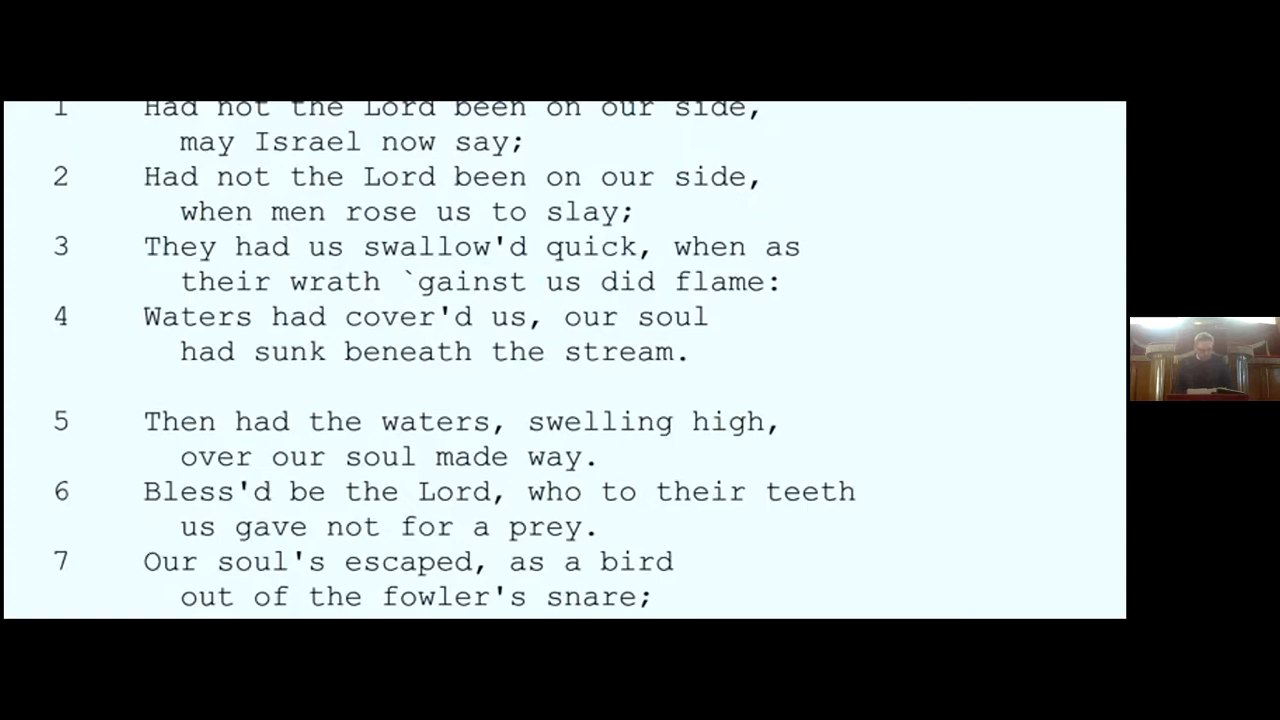 1 Had not the Lord been on our side,
may Israel now say;
2 Had not the Lord been on our side,
when men rose us to slay;
3 They had us swallow'd quick, when as
their wrath `gainst us did flame:
4 Waters had cover'd us, our soul
had sunk beneath the stream.
5 Then had the waters, swelling high,
over our soul made way.
6 Bless'd be the Lord, who to their teeth
us gave not for a prey.
7 Our soul's escaped, as a bird
out of the fowler's snare;